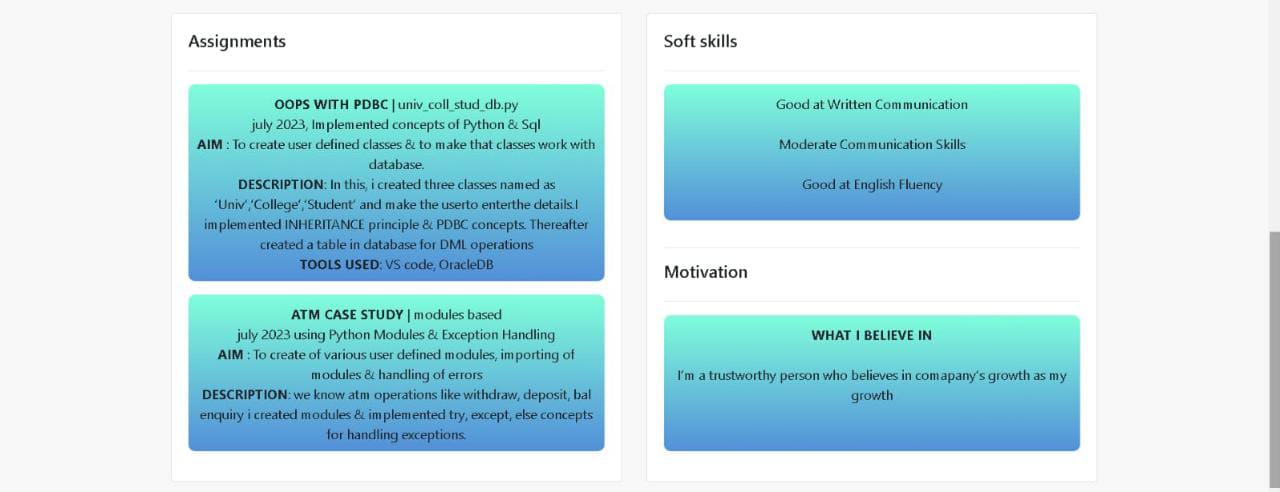 Assignments
OOPS WITH PDBC | univ_coll_stud_db.py
july 2023, Implemented concepts of Python & Sql
AIM : To create user defined classes & to make that classes work with
database.
DESCRIPTION: In this, i created three classes named as
‘Univ’,‘College’,‘Student’ and make the userto enterthe details.I
implemented INHERITANCE principle & PDBC concepts. Thereafter
created a table in database for DML operations
TOOLS USED: VS code, OracleDB
ATM CASE STUDY | modules based
july 2023 using Python Modules & Exception Handling
AIM : To create of various user defined modules, importing of
modules & handling of errors
DESCRIPTION: we know atm operations like withdraw, deposit, bal
enquiry i created modules & implemented try, except, else concepts
for handling exceptions.
Soft skills
Good at Written Communication
Moderate Communication Skills
Good at English Fluency
Motivation
WHAT I BELIEVE IN
I’m a trustworthy person who believes in comapany’s growth as my
growth